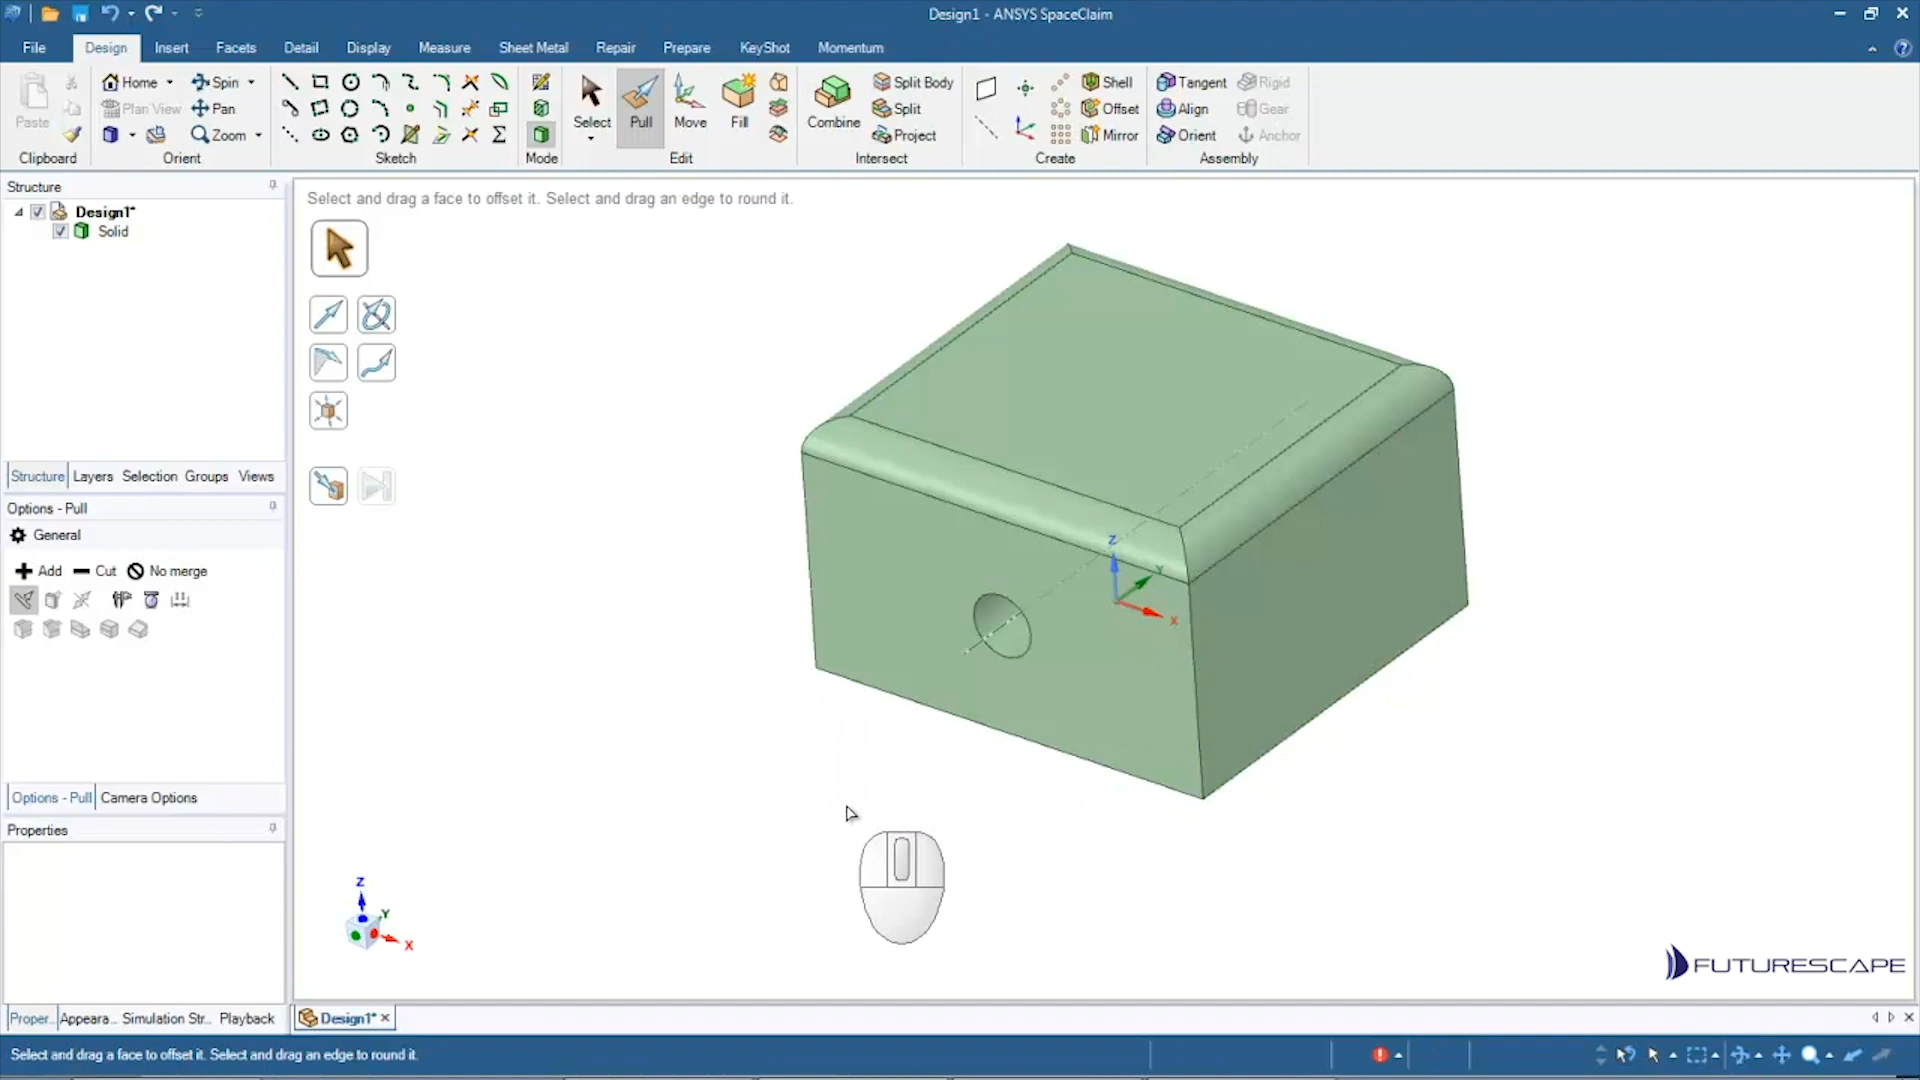 Design1 - ANSYS SpaceClaim
File Design Insert Facets Detail Display Measure Sheet Metal Repair Prepare KeyShot Momentum
Paste
Clipboard
Home Spin
Plan View Pan
Zoom
Orient
Sketch
Mode
Select Pull Move Fill
Edit
Combine
Split Body
Split
Project
Intersect
Shell
Offset
Mirror
Create
Tangent Rigid
Align Gear
Orient Anchor
Assembly
Structure
Design1*
Solid
Structure Layers Selection Groups Views
Options - Pull
General
Add Cut No merge
Options - Pull Camera Options
Properties
Proper... Appeara... Simulation Str... Playback
Select and drag a face to offset it. Select and drag an edge to round it.
Z
Y
X
Z
Y
X
FUTURESCAPE
Design1*
Select and drag a face to offset it. Select and drag an edge to round it.